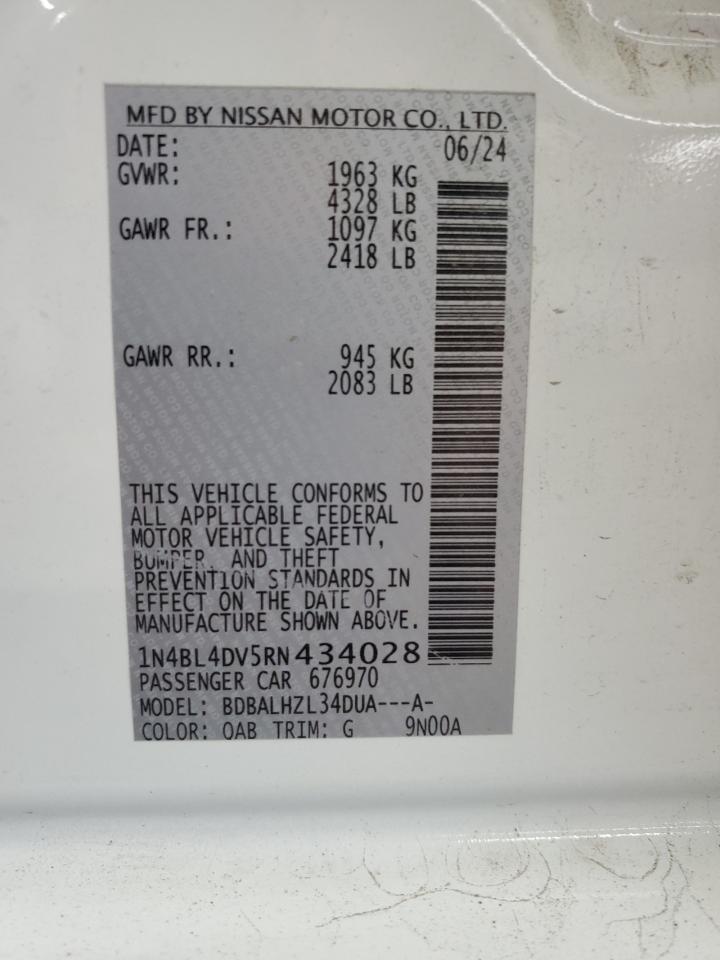 MFD BY NISSAN MOTOR CO., LTD.
DATE: 06/24
GVWR: 1963 KG
4328 LB
GAWR FR.: 1097 KG
2418 LB
GAWR RR.: 945 KG
2083 LB
THIS VEHICLE CONFORMS TO
ALL APPLICABLE FEDERAL
MOTOR VEHICLE SAFETY,
BUMPER, AND THEFT
PREVENTION STANDARDS IN
EFFECT ON THE DATE OF
MANUFACTURE SHOWN ABOVE.
1N4BL4DV5RN434028
PASSENGER CAR 676970
MODEL: BDBALHZL34DUA---A-
COLOR: QAB TRIM: G 9N00A